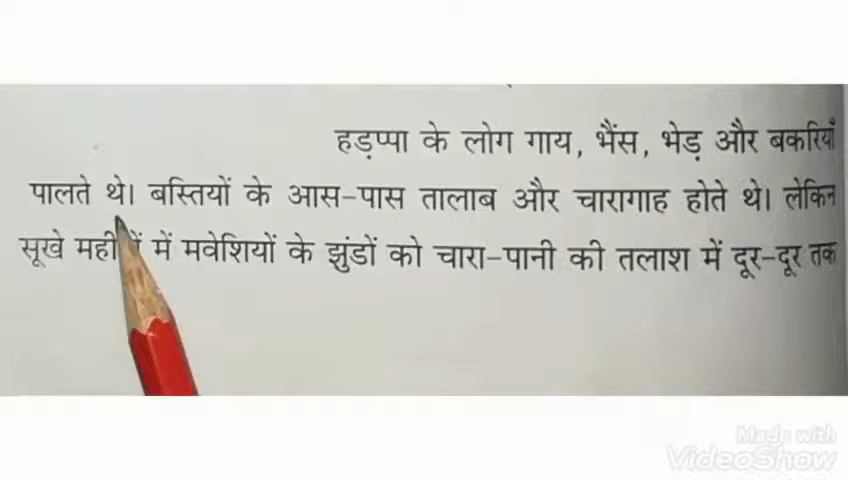 हड़प्पा के लोग गाय, भैंस, भेड़ और बकरियाँ
पालते थे। बस्तियों के आस-पास तालाब और चारागाह होते थे। लेकिन
सूखे में मवेशियों के झुंडों को चारा-पानी की तलाश में दूर-दूर तक
Made with
VideoShow